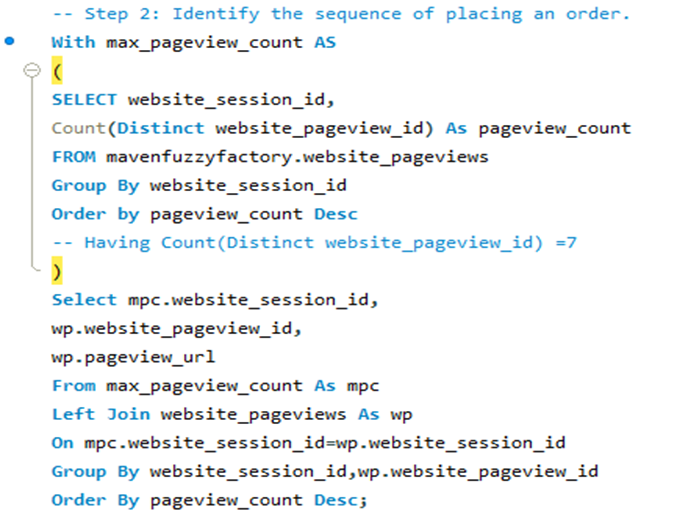 -- Step 2: Identify the sequence of placing an order.
With max_pageview_count AS
(
SELECT website_session_id,
Count(Distinct website_pageview_id) As pageview_count
FROM mavenfuzzyfactory.website_pageviews
Group By website_session_id
Order by pageview_count Desc
-- Having Count(Distinct website_pageview_id) =7
)
Select mpc.website_session_id,
wp.website_pageview_id,
wp.pageview_url
From max_pageview_count As mpc
Left Join website_pageviews As wp
On mpc.website_session_id=wp.website_session_id
Group By website_session_id,wp.website_pageview_id
Order By pageview_count Desc;